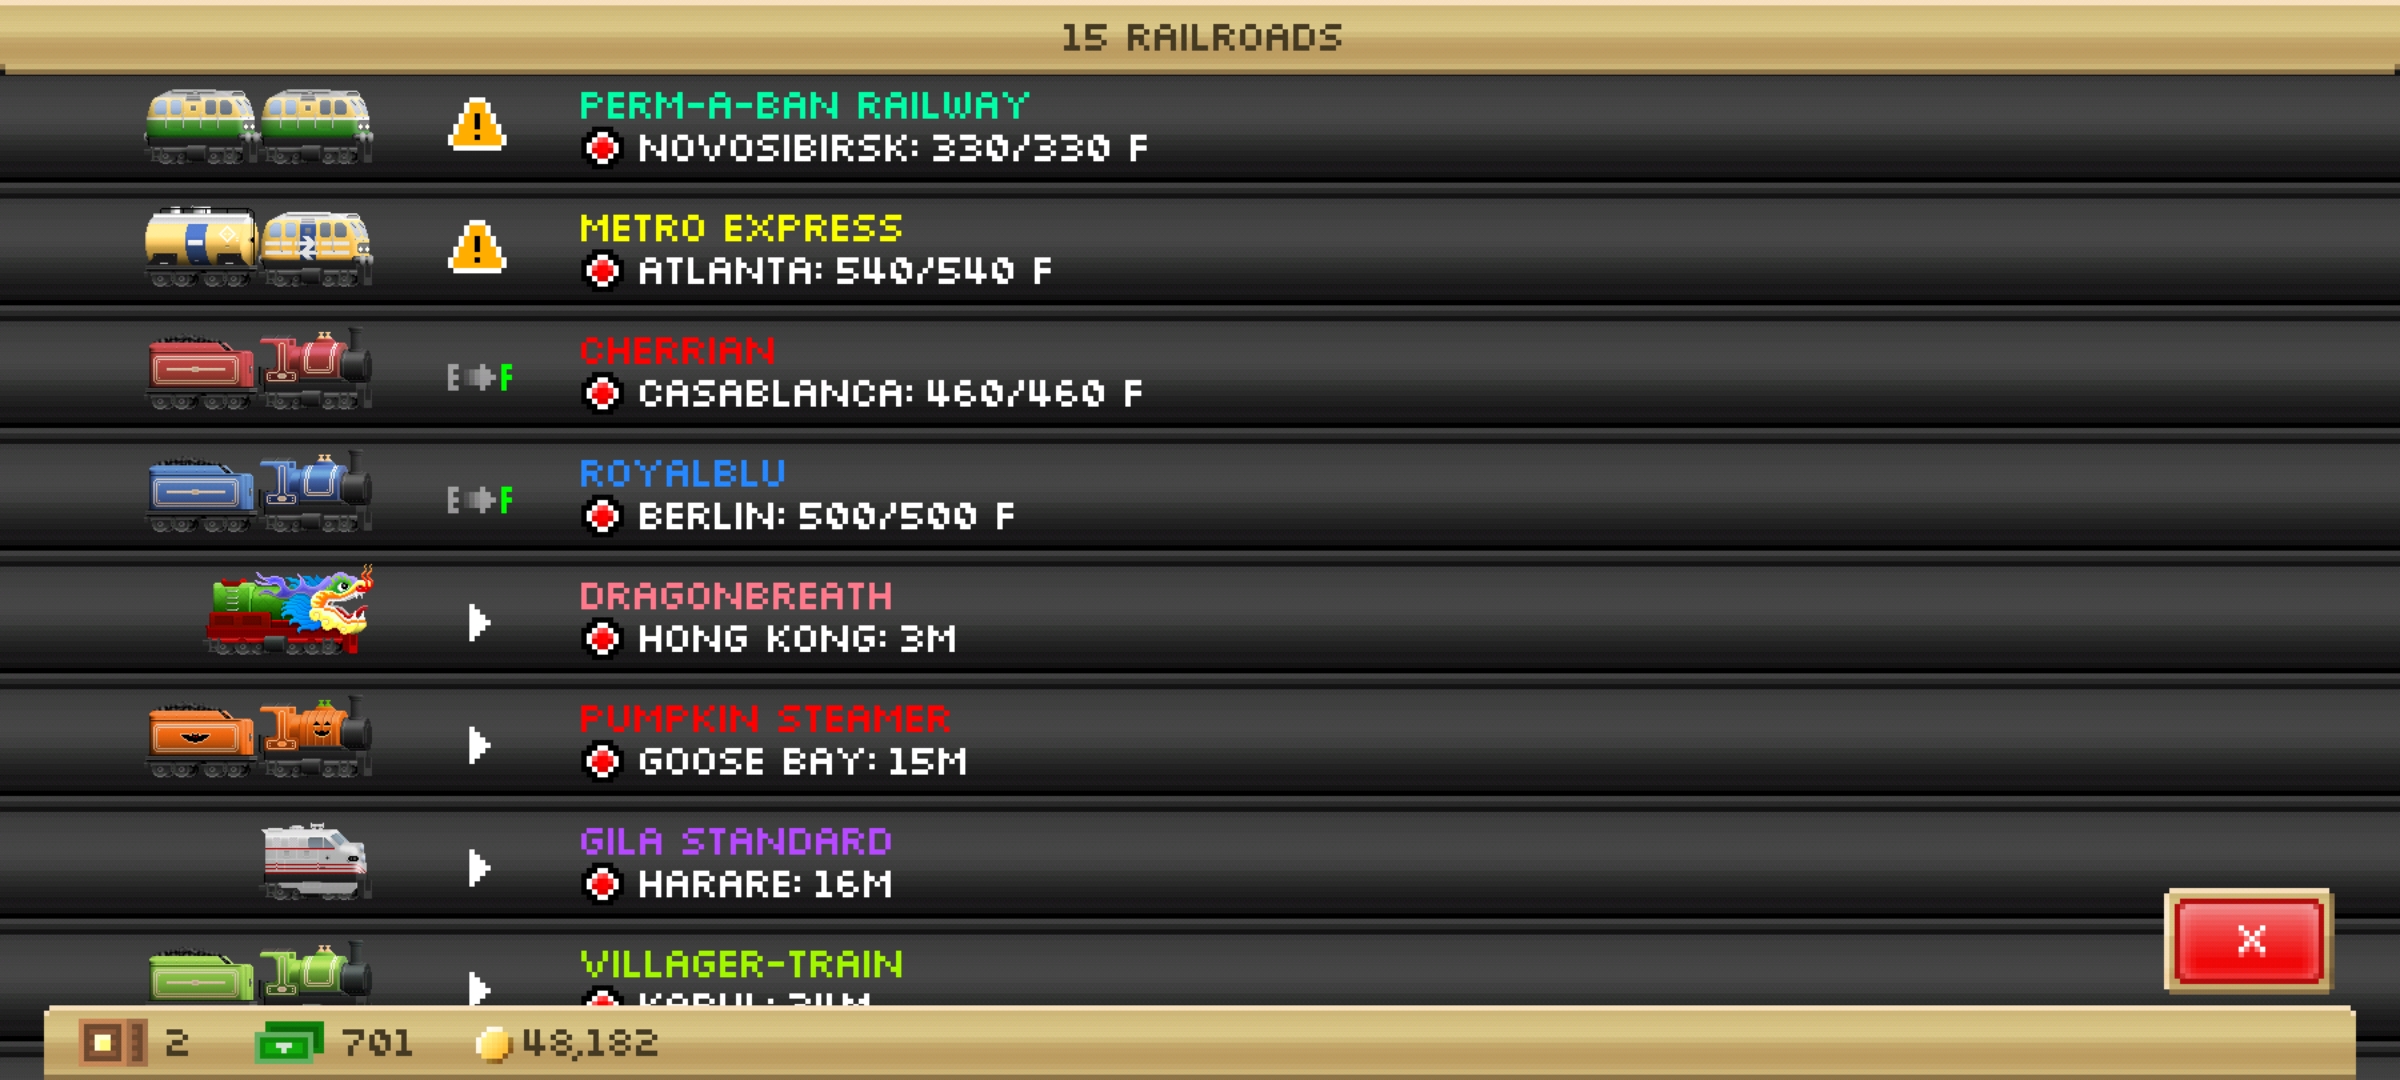 15 RAILROADS
PERM-A-BAN RAILWAY
NOVOSIBIRSK: 330/330 F
METRO EXPRESS
ATLANTA: 540/540 F
CHERRIAN
E F
CASABLANCA: 460/460 F
ROYALBLU
E F
BERLIN: 500/500 F
DRAGONBREATH
HONG KONG: 3M
PUMPKIN STEAMER
GOOSE BAY: 15M
GILA STANDARD
HARARE: 16M
VILLAGER-TRAIN
X
2 701 48,182